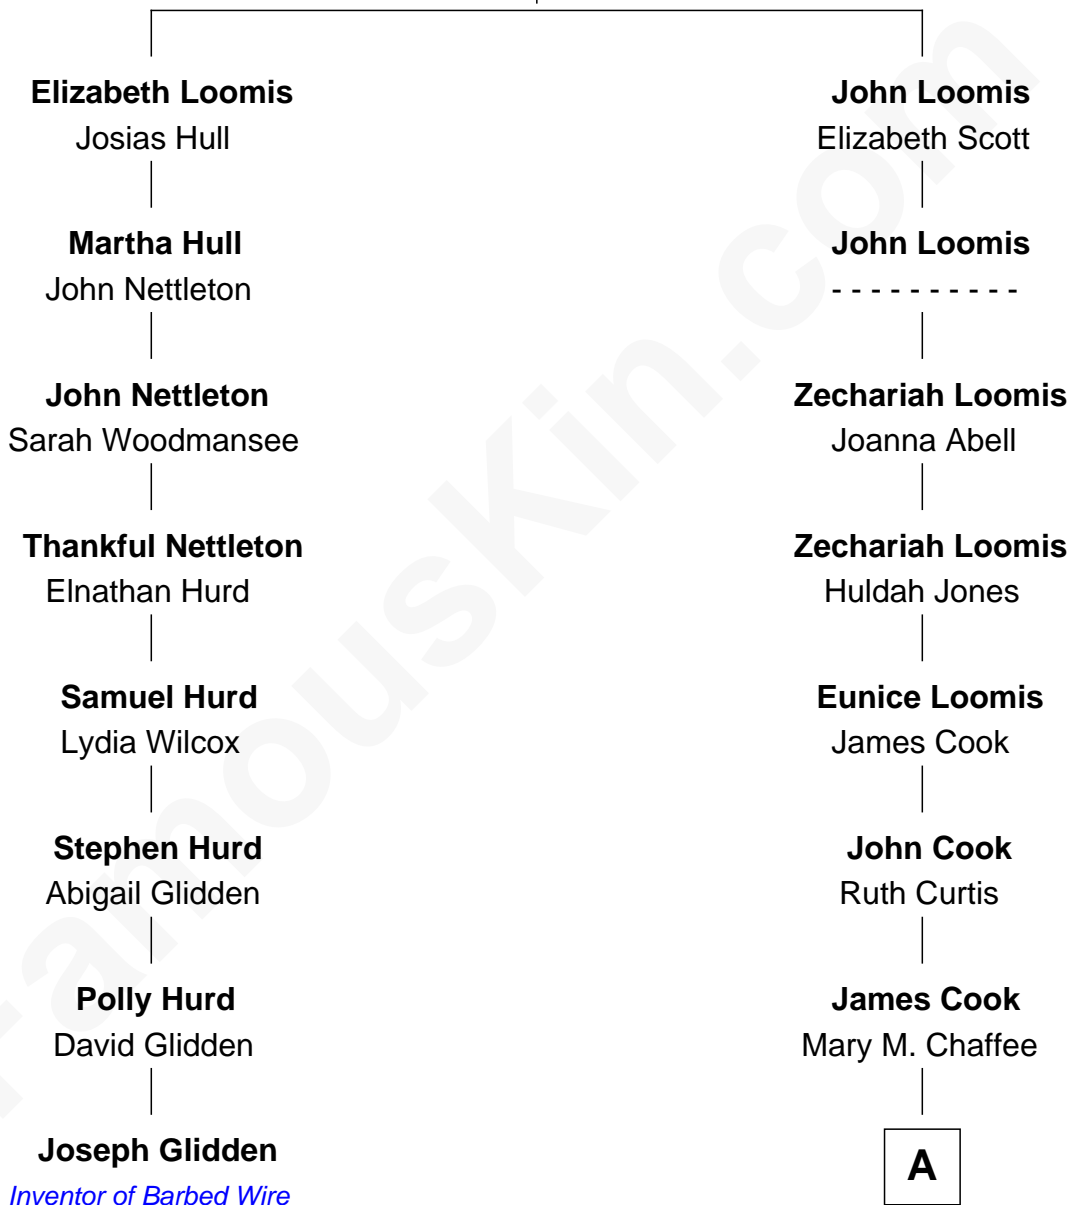 Elizabeth Loomis
Josias Hull
John Loomis
Elizabeth Scott
Martha Hull
John Nettleton
John Loomis
- - - - - - - - - -
John Nettleton
Sarah Woodmansee
Zechariah Loomis
Joanna Abell
Thankful Nettleton
Elnathan Hurd
Zechariah Loomis
Huldah Jones
Samuel Hurd
Lydia Wilcox
Eunice Loomis
James Cook
Stephen Hurd
Abigail Glidden
John Cook
Ruth Curtis
Polly Hurd
David Glidden
James Cook
Mary M. Chaffee
Joseph Glidden
Inventor of Barbed Wire
A
FamousKin.com